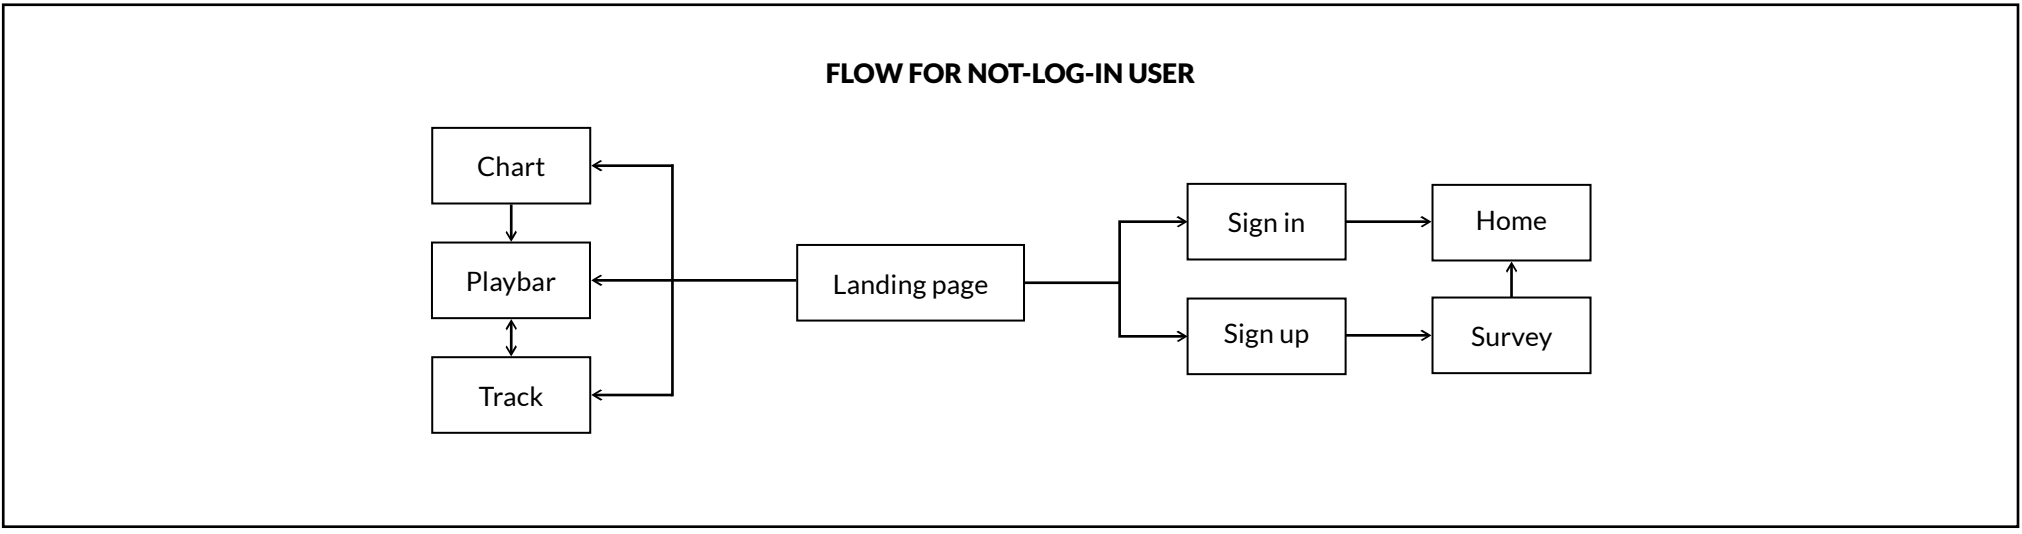 FLOW FOR NOT-LOG-IN USER
Chart
Playbar
Track
Landing page
Sign in
Sign up
Home
Survey